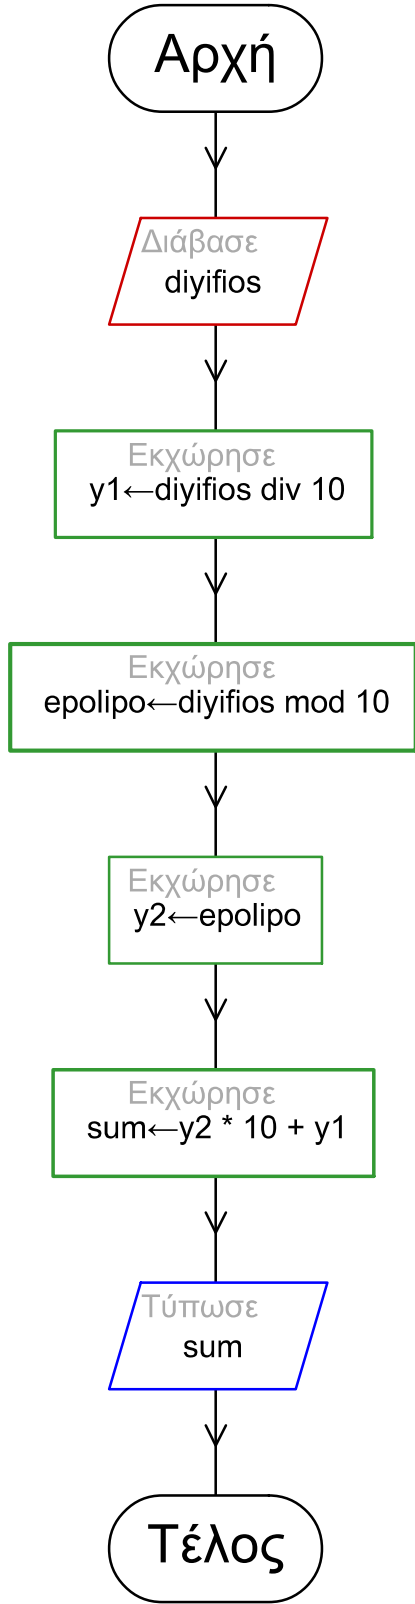 Αρχή
Διάβασε
diyifios
Εκχώρησε
y1←diyifios div 10
Εκχώρησε
epolipo←diyifios mod 10
Εκχώρησε
y2←epolipo
Εκχώρησε
sum←y2 * 10 + y1
Τύπωσε
sum
Τέλος